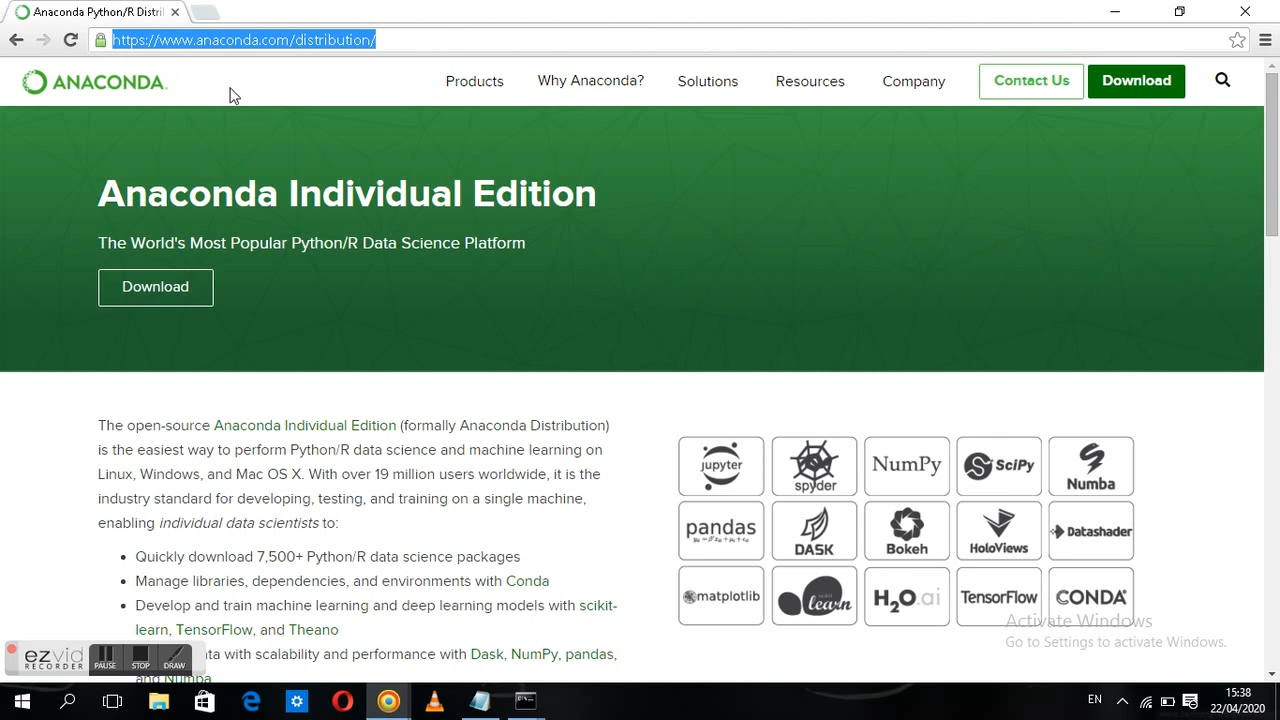 Anaconda Python/R Distri
https://www.anaconda.com/distribution/
ANACONDA.
Products
Why Anaconda?
Solutions
Resources
Company
Contact Us
Download
Anaconda Individual Edition
The World's Most Popular Python/R Data Science Platform
Download
The open-source Anaconda Individual Edition (formally Anaconda Distribution)
is the easiest way to perform Python/R data science and machine learning on
Linux, Windows, and Mac OS X. With over 19 million users worldwide, it is the
industry standard for developing, testing, and training on a single machine,
enabling individual data scientists to:
Quickly download 7,500+ Python/R data science packages
Manage libraries, dependencies, and environments with Conda
Develop and train machine learning and deep learning models with scikit-
learn, TensorFlow, and Theano
ata with scalability and performance with Dask, NumPy, pandas,
and Numba
jupyter
spyder
NumPy
SciPy
Numba
pandas
DASK
Bokeh
HoloViews
Datashader
matplotlib
scikit learn
H2O.ai
TensorFlow
CONDA
Activate Windows
Go to Settings to activate Windows.
ezvid
RECORDER
PAUSE
STOP
DRAW
EN
5:38
22/04/2020